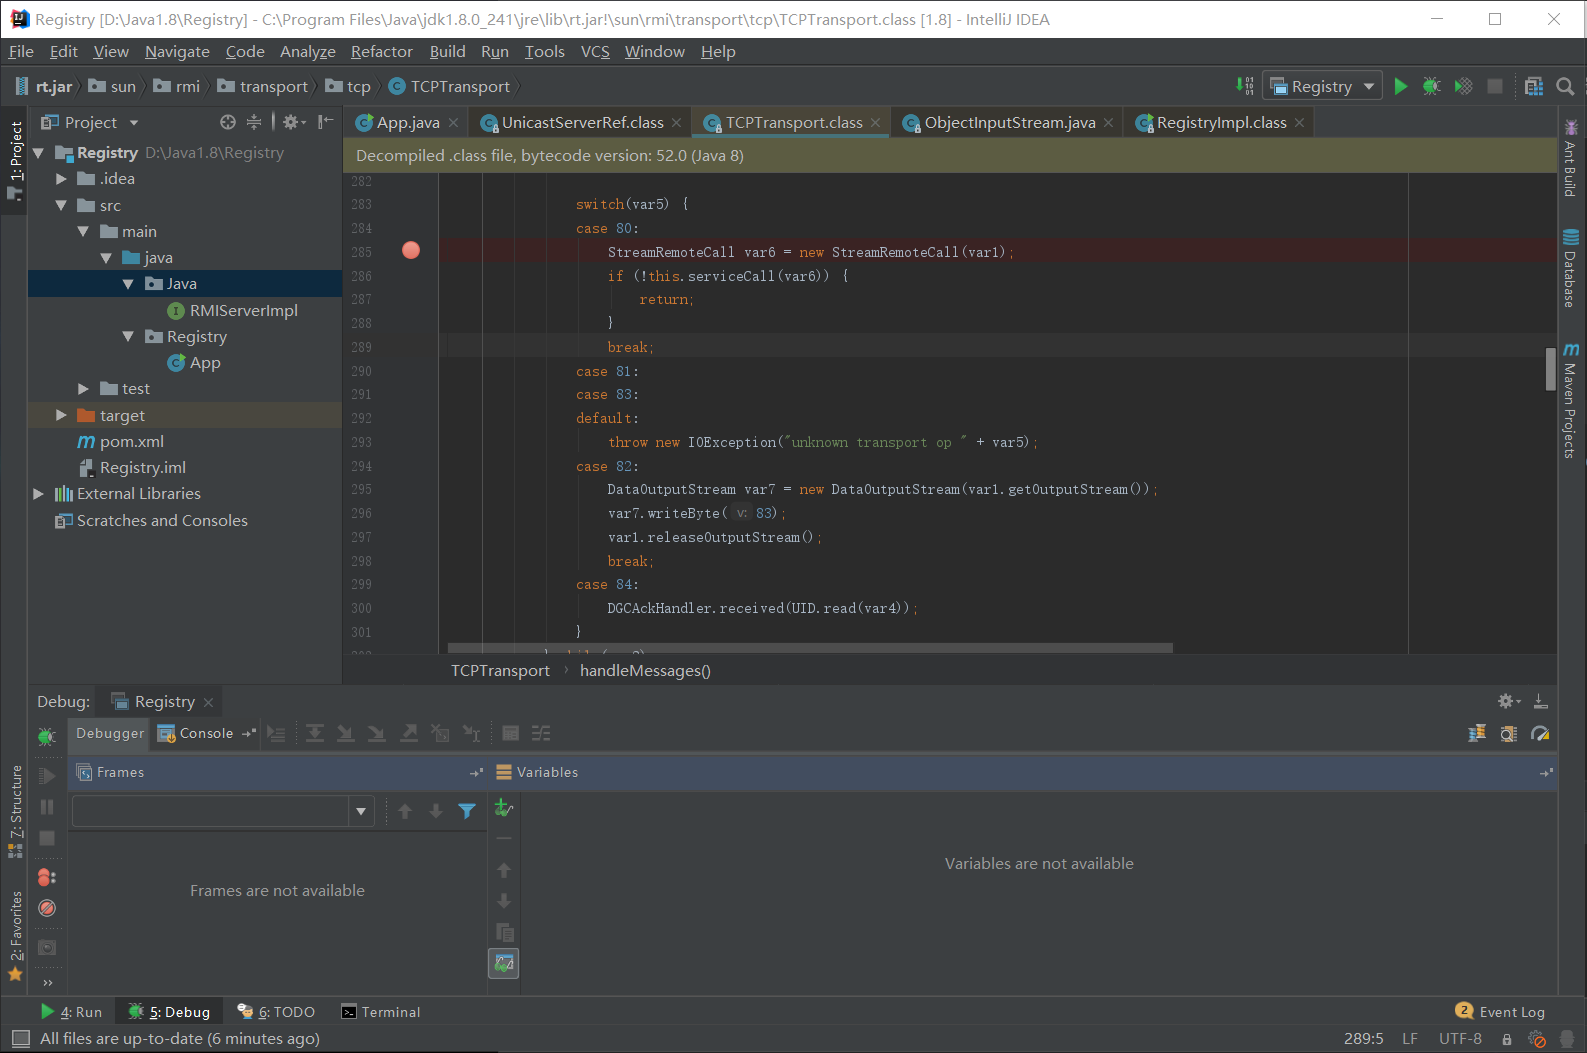 Registry [D:\Java1.8\Registry] - C:\Program Files\Java\jdk1.8.0_241\jre\lib\rt.jar!\sun\rmi\transport\tcp\TCPTransport.class [1.8] - IntelliJ IDEA
File Edit View Navigate Code Analyze Refactor Build Run Tools VCS Window Help
rt.jar sun rmi transport tcp TCPTransport Registry
Project App.java UnicastServerRef.class TCPTransport.class ObjectInputStream.java RegistryImpl.class
Registry D:\Java1.8\Registry
.idea
src
main
java
Java
RMIServerImpl
Registry
App
test
target
pom.xml
Registry.iml
External Libraries
Scratches and Consoles
1: Project
7: Structure
2: Favorites
Ant Build
Database
Maven Projects
Decompiled .class file, bytecode version: 52.0 (Java 8)
282
283 switch(var5) {
284 case 80:
285 StreamRemoteCall var6 = new StreamRemoteCall(var1);
286 if (!this.serviceCall(var6)) {
287 return;
288 }
289 break;
290 case 81:
291 case 83:
292 default:
293 throw new IOException("unknown transport op " + var5);
294 case 82:
295 DataOutputStream var7 = new DataOutputStream(var1.getOutputStream());
296 var7.writeByte( v: 83);
297 var1.releaseOutputStream();
298 break;
299 case 84:
300 DGCAckHandler.received(UID.read(var4));
301 }
TCPTransport handleMessages()
Debug: Registry
Debugger Console
Frames Variables
Frames are not available
Variables are not available
4: Run 5: Debug 6: TODO Terminal 2 Event Log
All files are up-to-date (6 minutes ago) 289:5 LF UTF-8